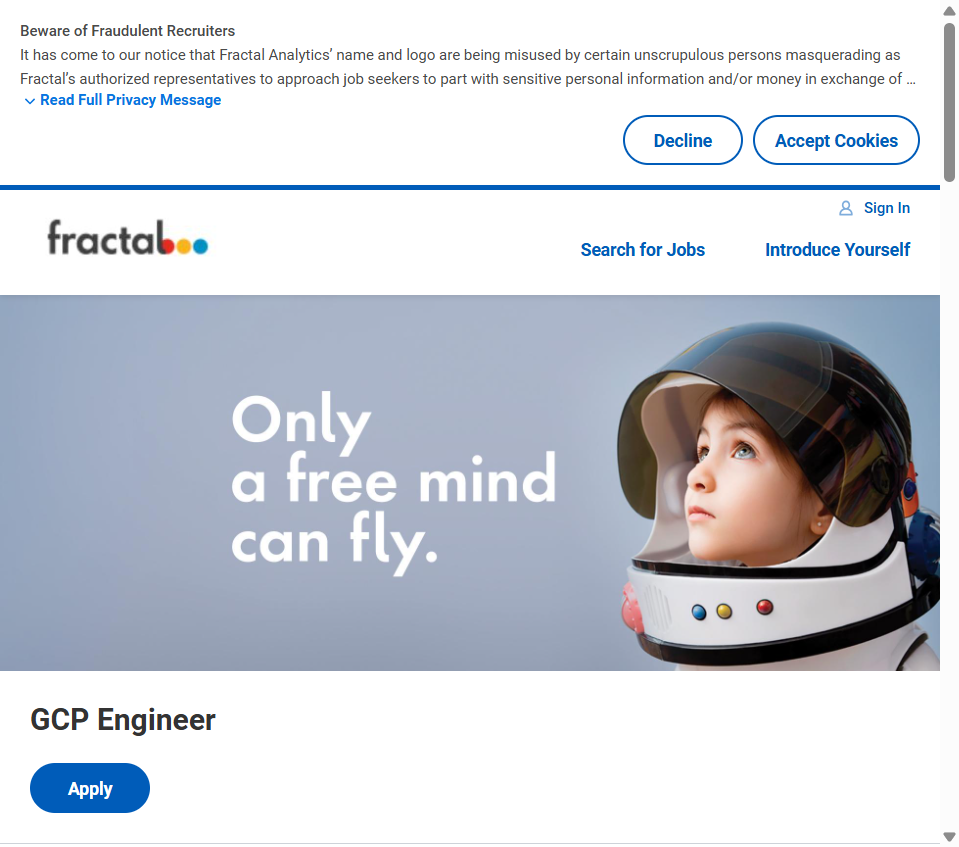 Beware of Fraudulent Recruiters
It has come to our notice that Fractal Analytics’ name and logo are being misused by certain unscrupulous persons masquerading as
Fractal’s authorized representatives to approach job seekers to part with sensitive personal information and/or money in exchange of ...
Read Full Privacy Message
Decline
Accept Cookies
Sign In
fractal
Search for Jobs
Introduce Yourself
Only
a free mind
can fly.
GCP Engineer
Apply